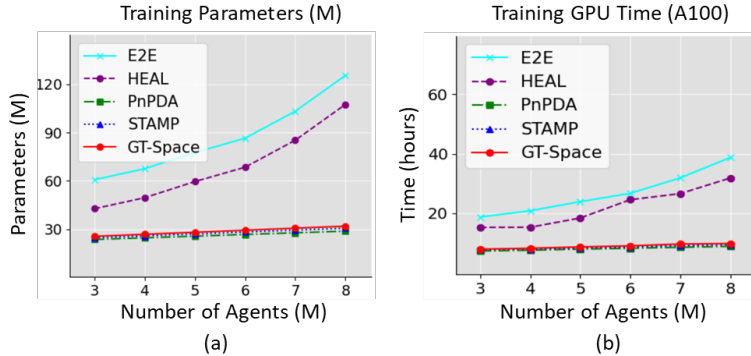 Training Parameters (M)
E2E
HEAL
PnPDA
STAMP
GT-Space
120
90
60
30
Parameters (M)
3 4 5 6 7 8
Number of Agents (M)
(a)
Training GPU Time (A100)
E2E
HEAL
PnPDA
STAMP
GT-Space
60
40
20
Time (hours)
3 4 5 6 7 8
Number of Agents (M)
(b)